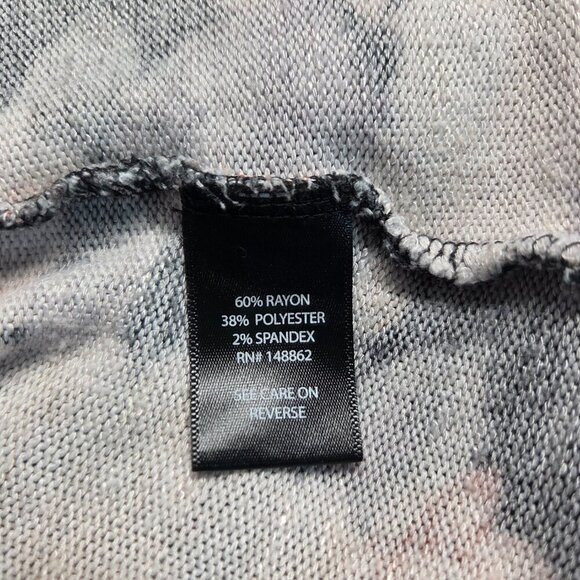 60% RAYON
38% POLYESTER
2% SPANDEX
RN# 148862
SEE CARE ON
REVERSE